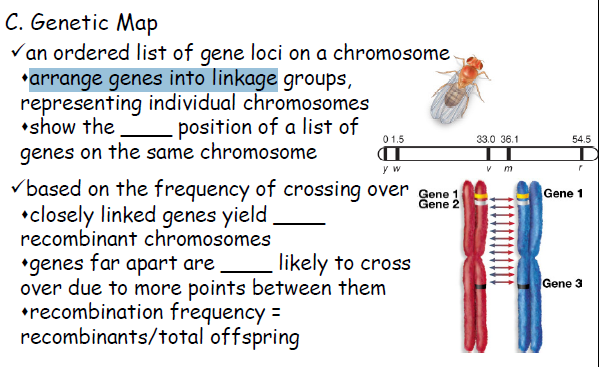 C. Genetic Map
✓an ordered list of gene loci on a chromosome
♦arrange genes into linkage groups,
representing individual chromosomes
♦show the ____ position of a list of
genes on the same chromosome
0 1.5 33.0 36.1 54.5
y w v m r
✓based on the frequency of crossing over
♦closely linked genes yield ____
recombinant chromosomes
♦genes far apart are ____ likely to cross
over due to more points between them
♦recombination frequency =
recombinants/total offspring
Gene 1
Gene 2
Gene 1
Gene 3